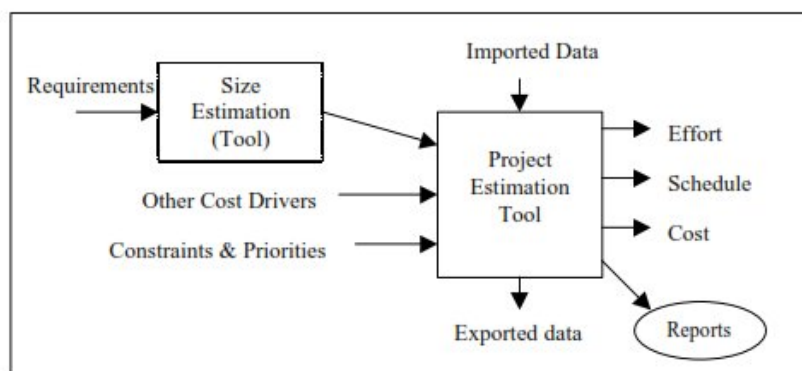 Imported Data
Requirements
Size
Estimation
(Tool)
Project
Estimation
Tool
Effort
Schedule
Cost
Other Cost Drivers
Constraints & Priorities
Exported data
Reports